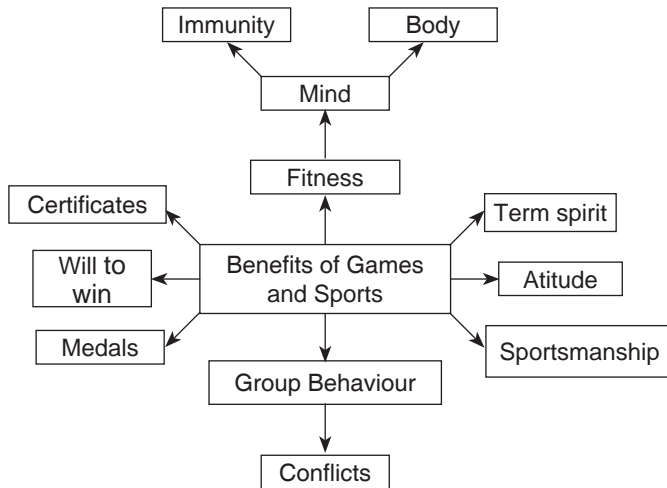 Immunity
Body
Mind
Fitness
Certificates
Term spirit
Will to
win
Benefits of Games
and Sports
Atitude
Medals
Sportsmanship
Group Behaviour
Conflicts